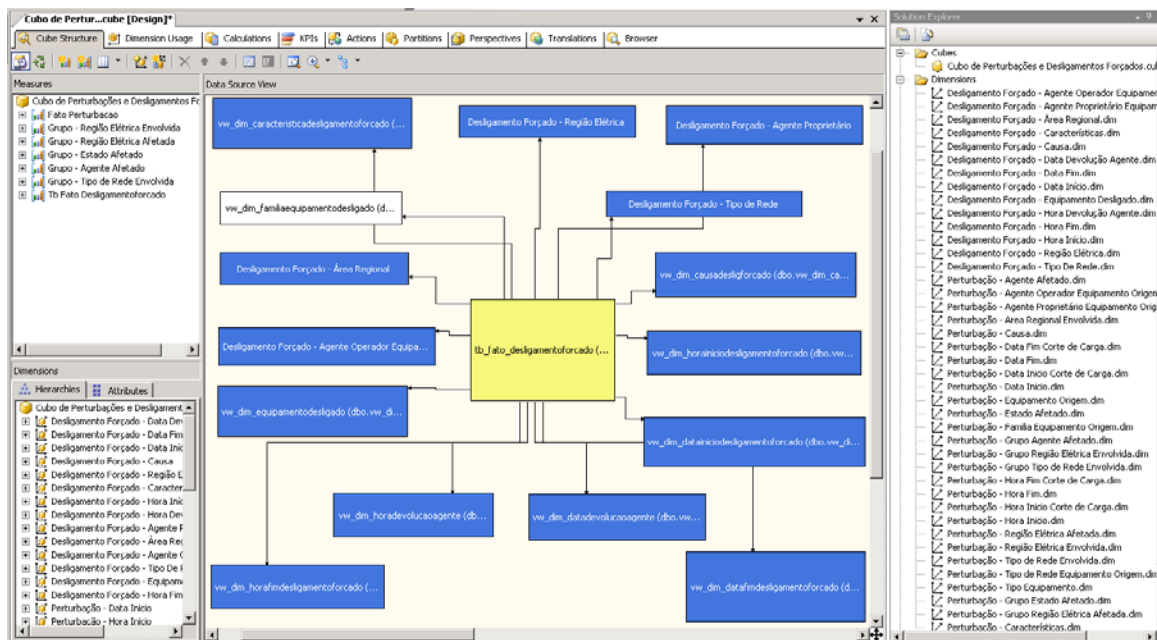 Cubo de Pertur...cube [Design]*
Cube Structure Dimension Usage Calculations KPIs Actions Partitions Perspectives Translations Browser
Measures
Cubo de Perturbações e Desligamentos Fo
Fato Perturbacao
Grupo - Região Elétrica Envolvida
Grupo - Região Elétrica Afetada
Grupo - Estado Afetado
Grupo - Agente Afetado
Grupo - Tipo de Rede Envolvida
Tb Fato Desligamentoforcado
Dimensions
Hierarchies Attributes
Cubo de Perturbações e Desligament
Desligamento Forçado - Data Dev
Desligamento Forçado - Data Fim
Desligamento Forçado - Data Iníc
Desligamento Forçado - Causa
Desligamento Forçado - Região E
Desligamento Forçado - Caracter
Desligamento Forçado - Hora Iníc
Desligamento Forçado - Hora Dev
Desligamento Forçado - Agente P
Desligamento Forçado - Área Reg
Desligamento Forçado - Agente O
Desligamento Forçado - Tipo De R
Desligamento Forçado - Equipam
Desligamento Forçado - Hora Fim
Perturbação - Data Inicio
Perturbação - Hora Inicio
Data Source View
vw_dim_caracteristicadesligamentoforcado (...
Desligamento Forçado - Região Elétrica
Desligamento Forçado - Agente Proprietário
vw_dim_familiaequipamentodesligado (d...
Desligamento Forçado - Tipo de Rede
Desligamento Forçado - Área Regional
vw_dim_causadesligforcado (dbo.vw_dim_ca...
tb_fato_desligamentoforcado (...
Desligamento Forçado - Agente Operador Equipa...
vw_dim_horainiciodesligamentoforcado (dbo.vw...
vw_dim_equipamentodesligado (dbo.vw_di...
vw_dim_datainiciodesligamentoforcado (dbo.vw_di...
vw_dim_horadevolucaoagente (db...
vw_dim_datadevolucaoagente (dbo.vw...
vw_dim_horafimdesligamentoforcado (...
vw_dim_datafimdesligamentoforcado (d...
Solution Explorer
Cubes
Cubo de Perturbações e Desligamentos Forçados.cul
Dimensions
Desligamento Forçado - Agente Operador Equipamer
Desligamento Forçado - Agente Proprietário Equipam
Desligamento Forçado - Área Regional.dim
Desligamento Forçado - Características.dim
Desligamento Forçado - Causa.dim
Desligamento Forçado - Data Devolução Agente.dim
Desligamento Forçado - Data Fim.dim
Desligamento Forçado - Data Início.dim
Desligamento Forçado - Equipamento Desligado.dim
Desligamento Forçado - Hora Devolução Agente.dim
Desligamento Forçado - Hora Fim.dim
Desligamento Forçado - Hora Início.dim
Desligamento Forçado - Região Elétrica.dim
Desligamento Forçado - Tipo De Rede.dim
Perturbação - Agente Afetado.dim
Perturbação - Agente Operador Equipamento Origen
Perturbação - Agente Proprietário Equipamento Orig
Perturbação - Area Regional Envolvida.dim
Perturbação - Causa.dim
Perturbação - Data Fim Corte de Carga.dim
Perturbação - Data Fim.dim
Perturbação - Data Inicio Corte de Carga.dim
Perturbação - Data Inicio.dim
Perturbação - Equipamento Origem.dim
Perturbação - Estado Afetado.dim
Perturbação - Familia Equipamento Origem.dim
Perturbação - Grupo Agente Afetado.dim
Perturbação - Grupo Região Elétrica Envolvida.dim
Perturbação - Grupo Tipo de Rede Envolvida.dim
Perturbação - Hora Fim Corte de Carga.dim
Perturbação - Hora Fim.dim
Perturbação - Hora Inicio Corte de Carga.dim
Perturbação - Hora Inicio.dim
Perturbação - Região Elétrica Afetada.dim
Perturbação - Região Elétrica Envolvida.dim
Perturbação - Tipo de Rede Envolvida.dim
Perturbação - Tipo de Rede Equipamento Origem.dim
Perturbação - Tipo Equipamento.dim
Perturbação - Grupo Estado Afetado.dim
Perturbação - Grupo Região Elétrica Afetada.dim
Perturbação - Características.dim